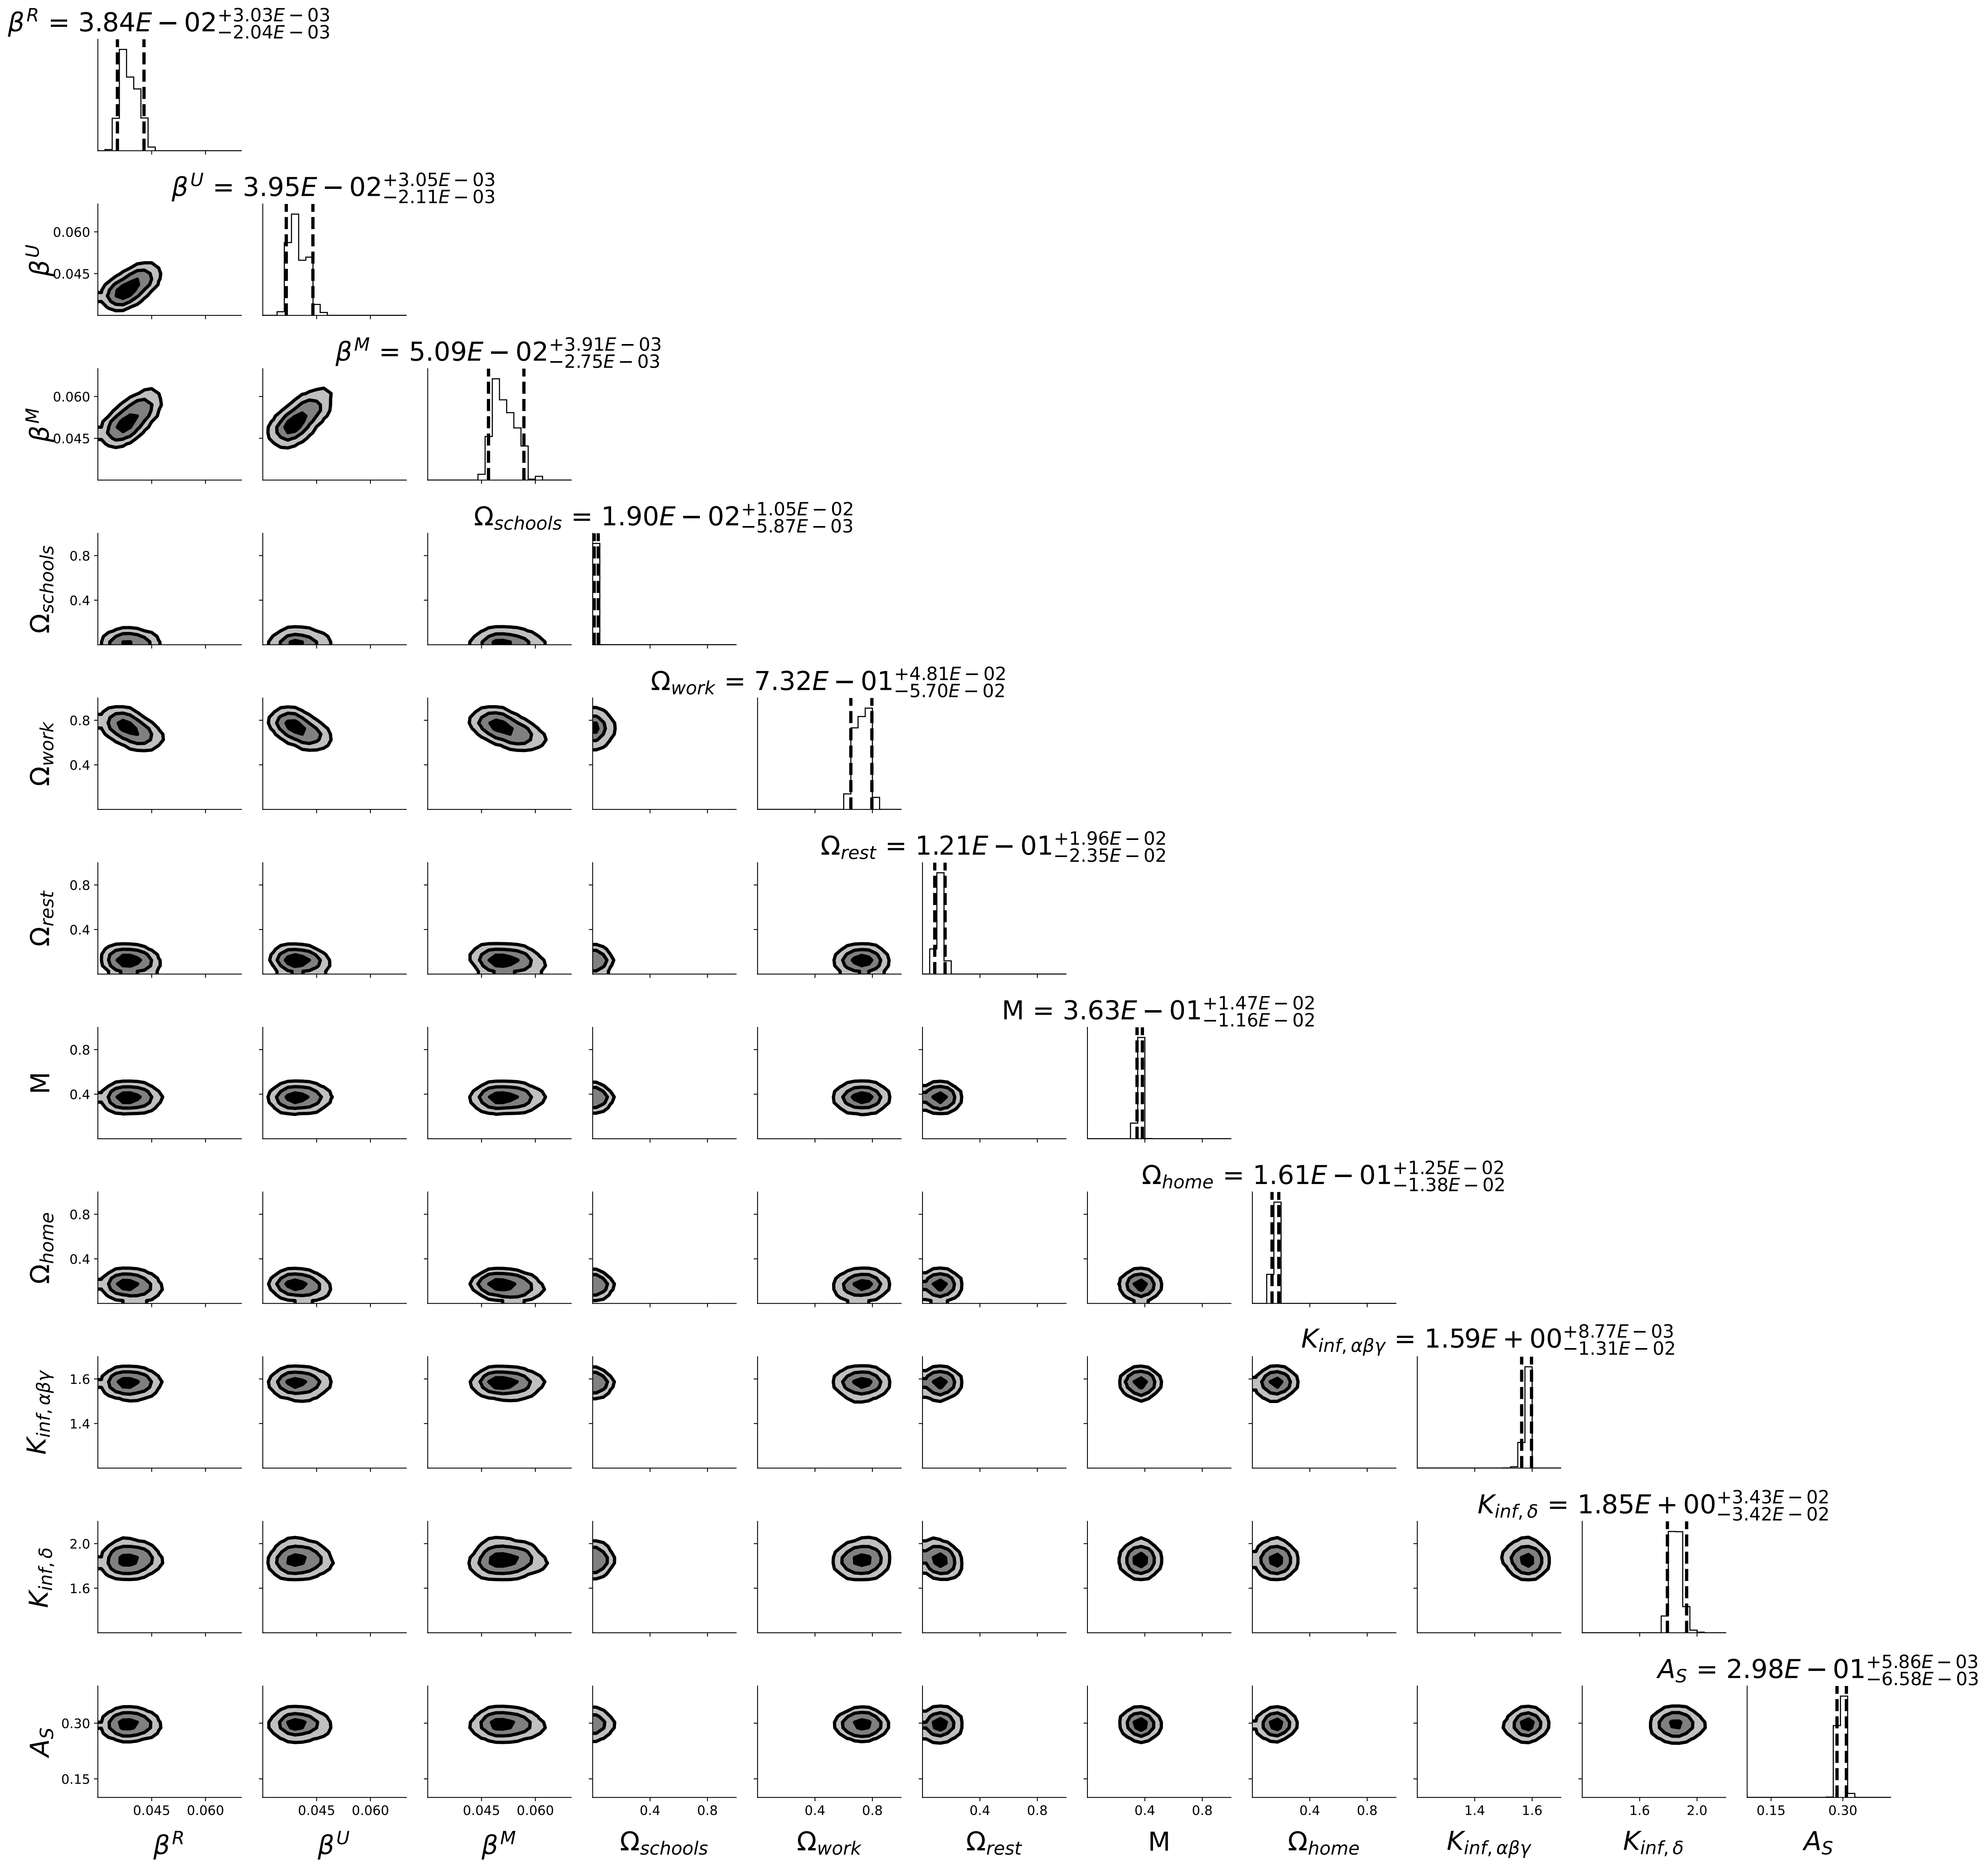 β^R = 3.84E − 02 +3.03E − 03 −2.04E − 03
β^U = 3.95E − 02 +3.05E − 03 −2.11E − 03
0.060
β^U
0.045
β^M = 5.09E − 02 +3.91E − 03 −2.75E − 03
0.060
β^M
0.045
Ω_schools = 1.90E − 02 +1.05E − 02 −5.87E − 03
0.8
Ω_schools
0.4
Ω_work = 7.32E − 01 +4.81E − 02 −5.70E − 02
0.8
Ω_work
0.4
Ω_rest = 1.21E − 01 +1.96E − 02 −2.35E − 02
0.8
Ω_rest
0.4
M = 3.63E − 01 +1.47E − 02 −1.16E − 02
0.8
M
0.4
Ω_home = 1.61E − 01 +1.25E − 02 −1.38E − 02
0.8
Ω_home
0.4
K_inf, αβγ = 1.59E + 00 +8.77E − 03 −1.31E − 02
1.6
K_inf, αβγ
1.4
K_inf, δ = 1.85E + 00 +3.43E − 02 −3.42E − 02
2.0
K_inf, δ
1.6
A_S = 2.98E − 01 +5.86E − 03 −6.58E − 03
0.30
A_S
0.15
0.045 0.060 0.045 0.060 0.045 0.060 0.4 0.8 0.4 0.8 0.4 0.8 0.4 0.8 0.4 0.8 1.4 1.6 1.6 2.0 0.15 0.30
β^R β^U β^M Ω_schools Ω_work Ω_rest M Ω_home K_inf, αβγ K_inf, δ A_S